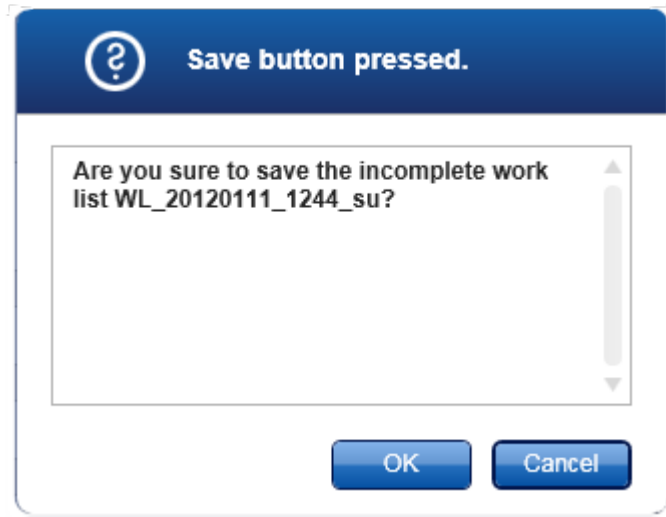 Save button pressed.
Are you sure to save the incomplete work
list WL_20120111_1244_su?
OK
Cancel